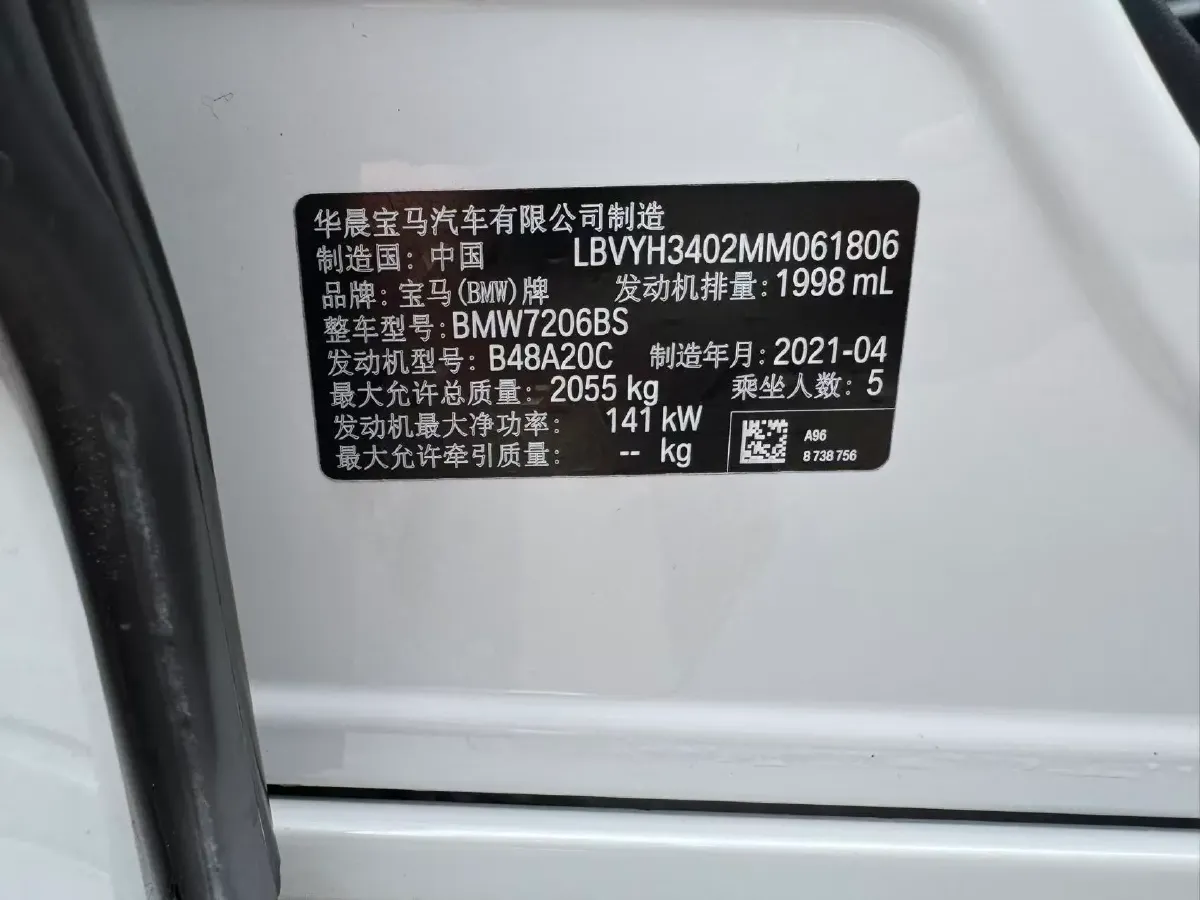 华晨宝马汽车有限公司制造
制造国：中国 LBVYH3402MM061806
品牌：宝马(BMW)牌 发动机排量：1998 mL
整车型号：BMW7206BS
发动机型号：B48A20C 制造年月：2021-04
最大允许总质量：2055 kg 乘坐人数：5
发动机最大净功率：141 kW
最大允许牵引质量：-- kg
A96
8 738 756